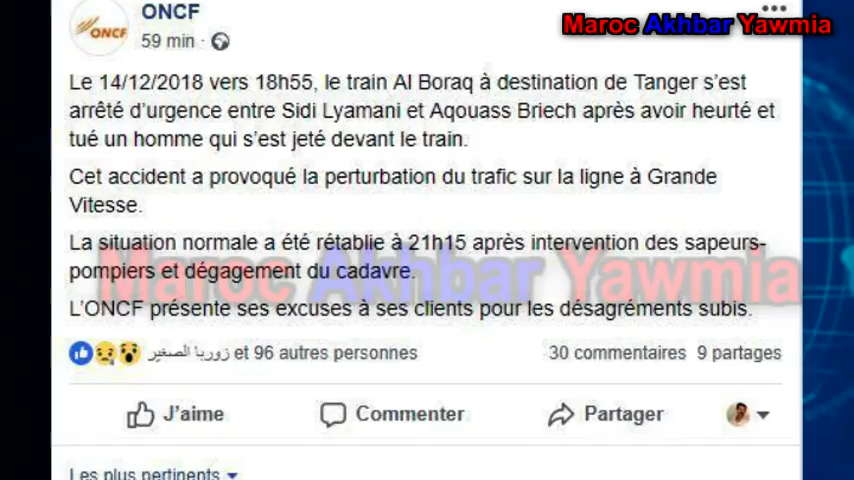 ONCF
ONCF
59 min ·
Maroc Akhbar Yawmia
Le 14/12/2018 vers 18h55, le train Al Boraq à destination de Tanger s'est
arrêté d'urgence entre Sidi Lyamani et Aqouass Briech après avoir heurté et
tué un homme qui s'est jeté devant le train.
Cet accident a provoqué la perturbation du trafic sur la ligne à Grande
Vitesse.
La situation normale a été rétablie à 21h15 après intervention des sapeurs-
pompiers et dégagement du cadavre.
Maroc Akhbar Yawmia
L'ONCF présente ses excuses à ses clients pour les désagréments subis.
زوربا الصغير et 96 autres personnes
30 commentaires 9 partages
J'aime
Commenter
Partager
Les plus pertinents